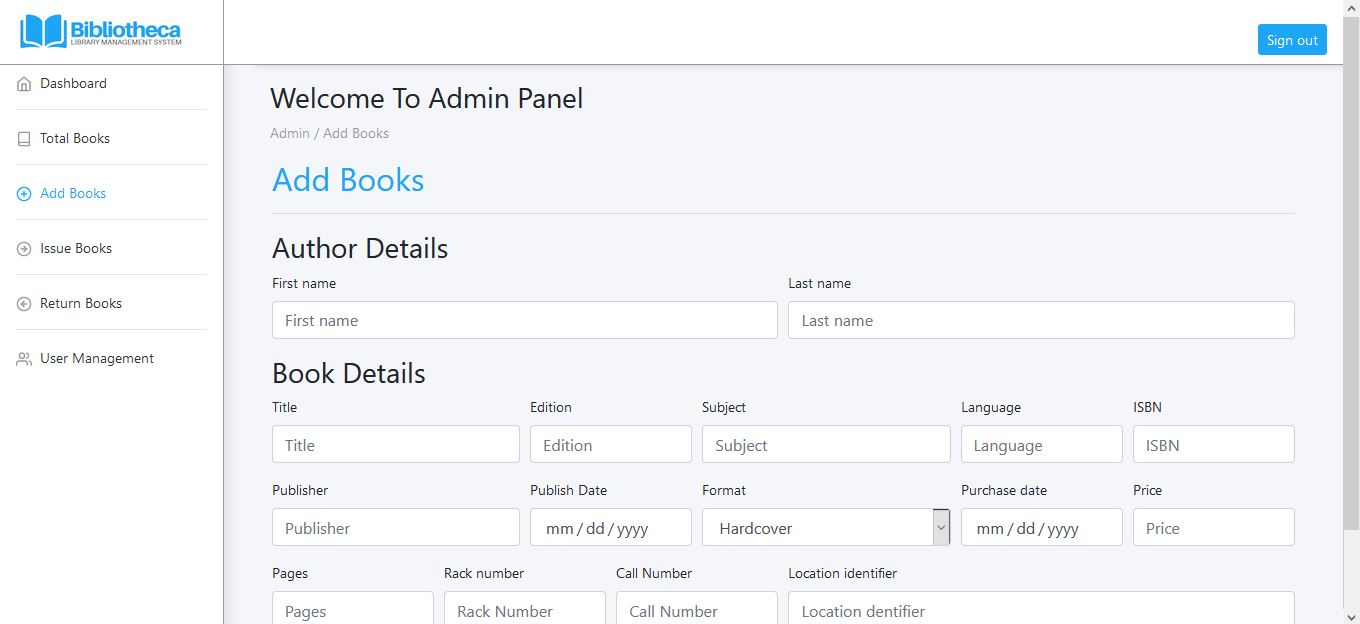 Bibliotheca
LIBRARY MANAGEMENT SYSTEM
Sign out
Dashboard
Total Books
Add Books
Issue Books
Return Books
User Management
Welcome To Admin Panel
Admin / Add Books
Add Books
Author Details
First name Last name
First name Last name
Book Details
Title Edition Subject Language ISBN
Title Edition Subject Language ISBN
Publisher Publish Date Format Purchase date Price
Publisher mm / dd / yyyy Hardcover mm / dd / yyyy Price
Pages Rack number Call Number Location identifier
Pages Rack Number Call Number Location dentifier